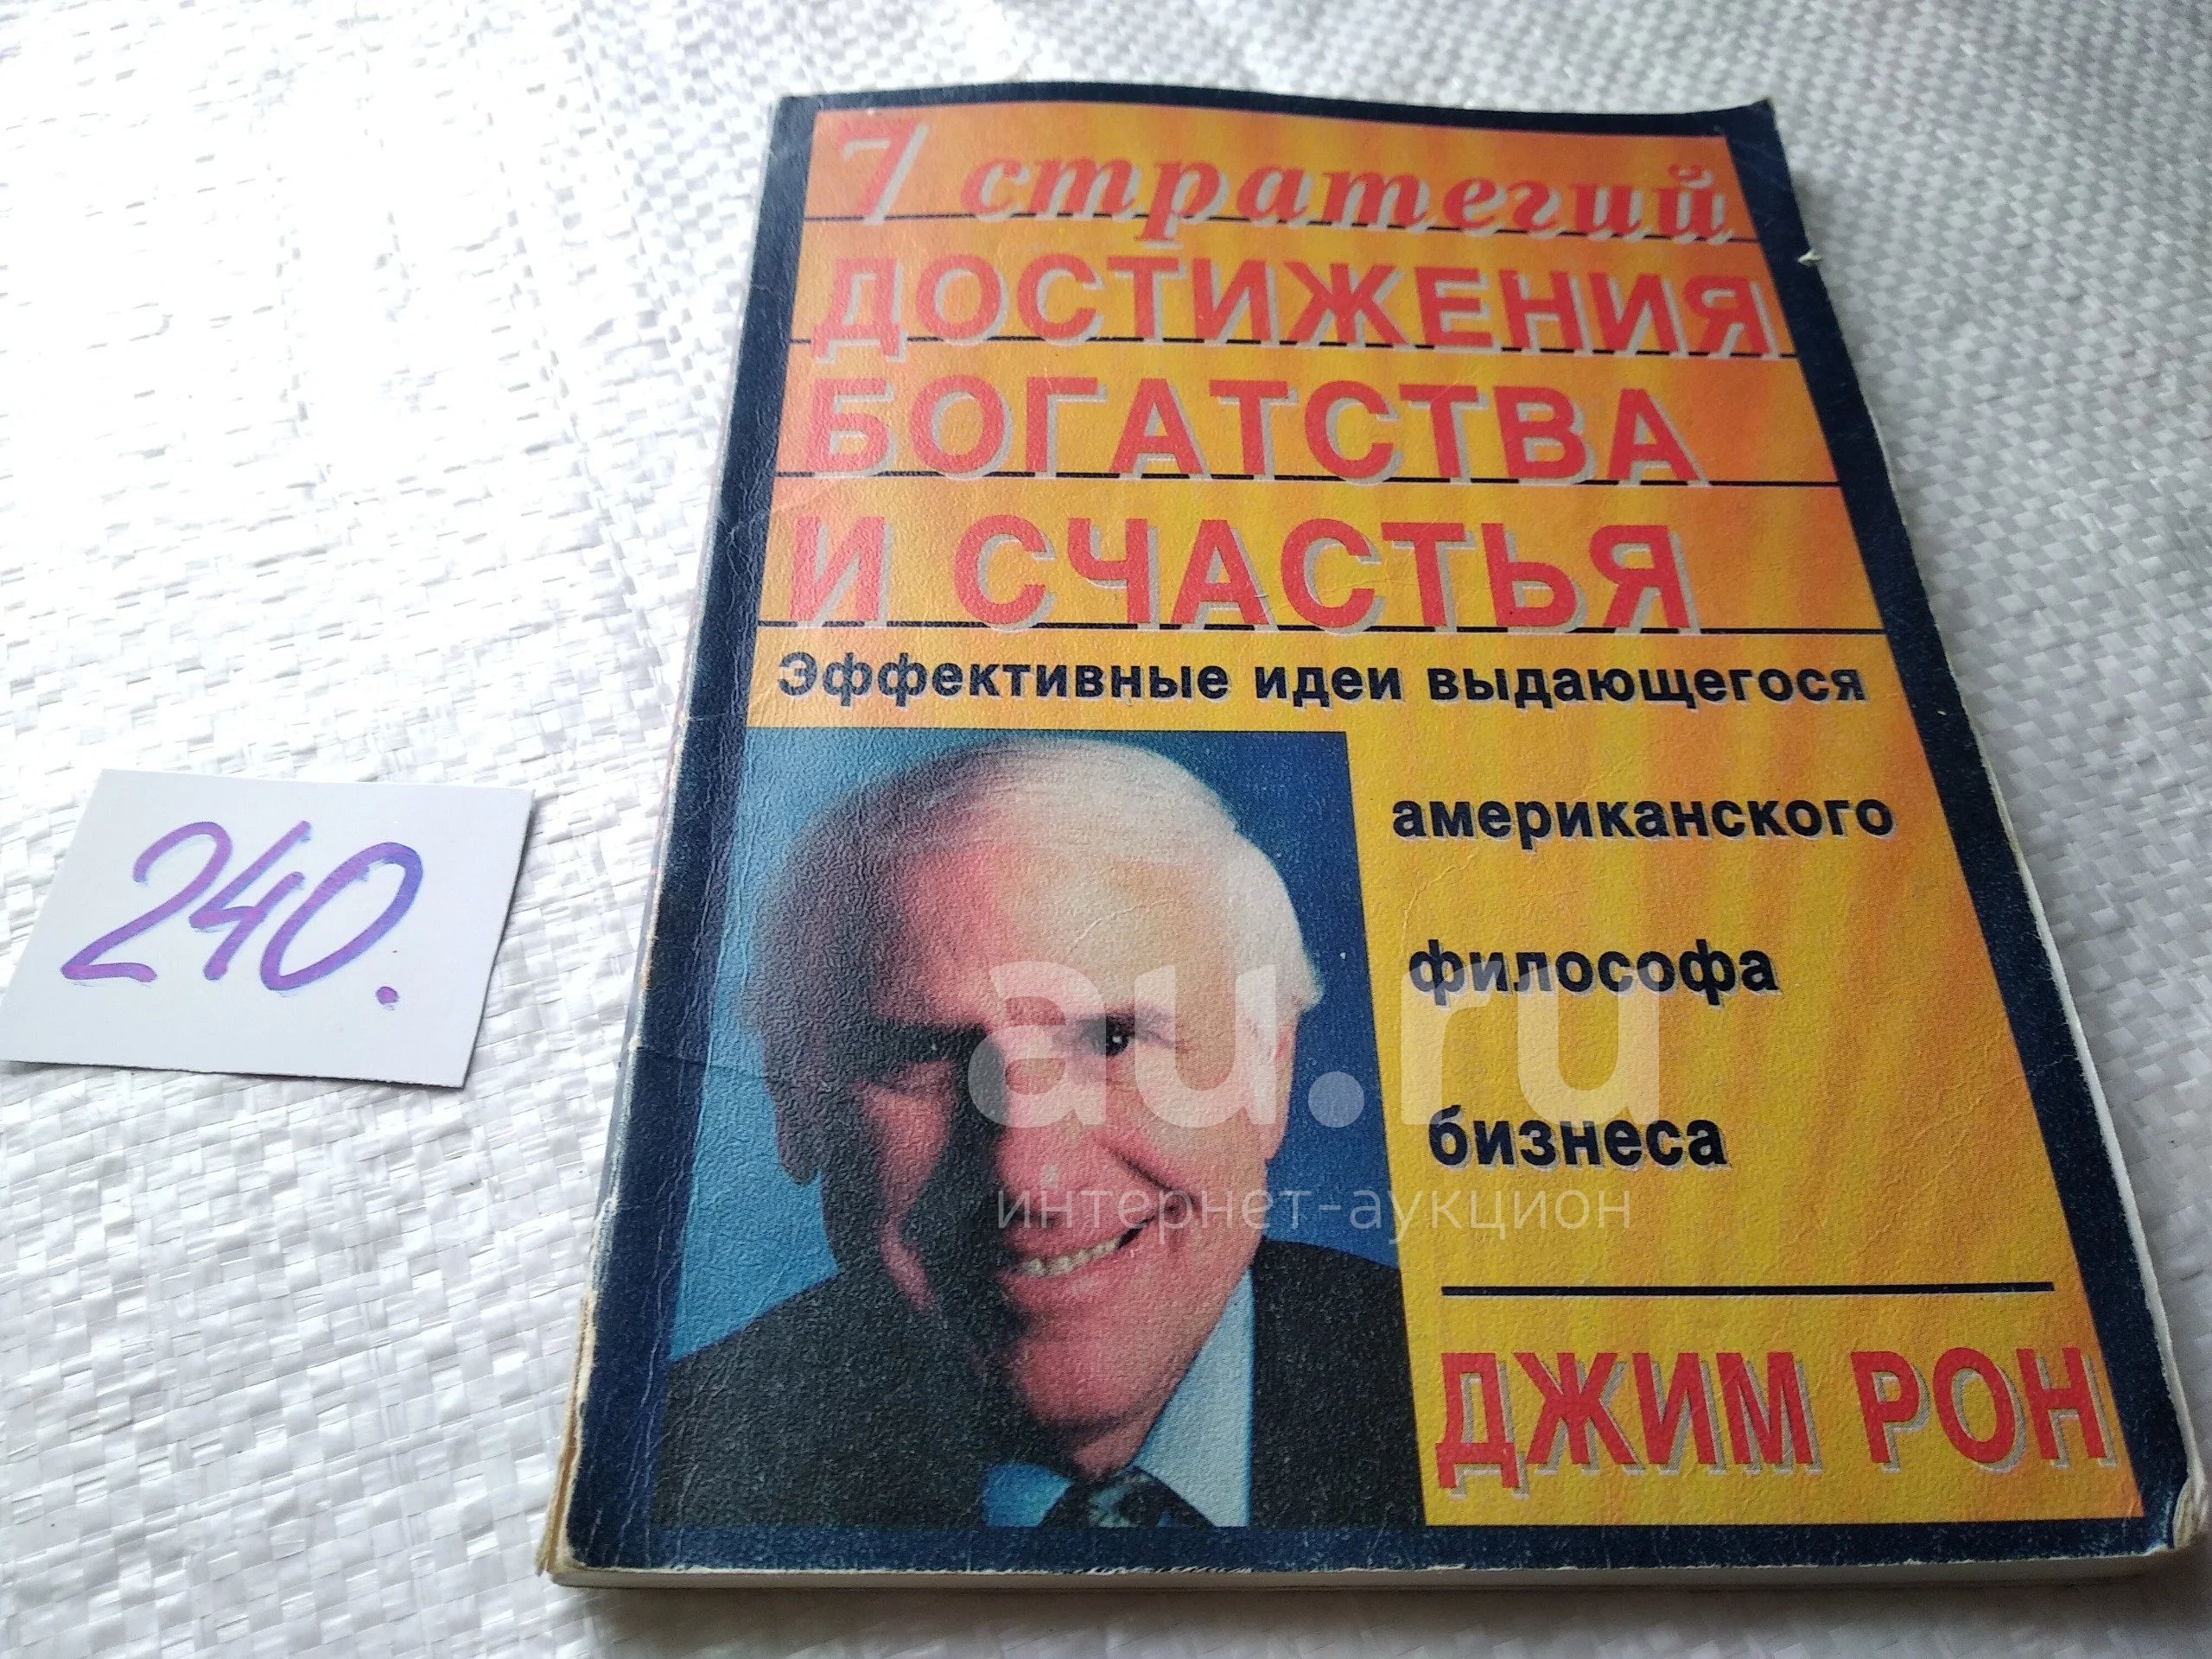 7 стратегий
ДОСТИЖЕНИЯ
БОГАТСТВА
И СЧАСТЬЯ
Эффективные идеи выдающегося
американского
философа
бизнеса
ДЖИМ РОН
240.
au.ru
интернет-аукцион